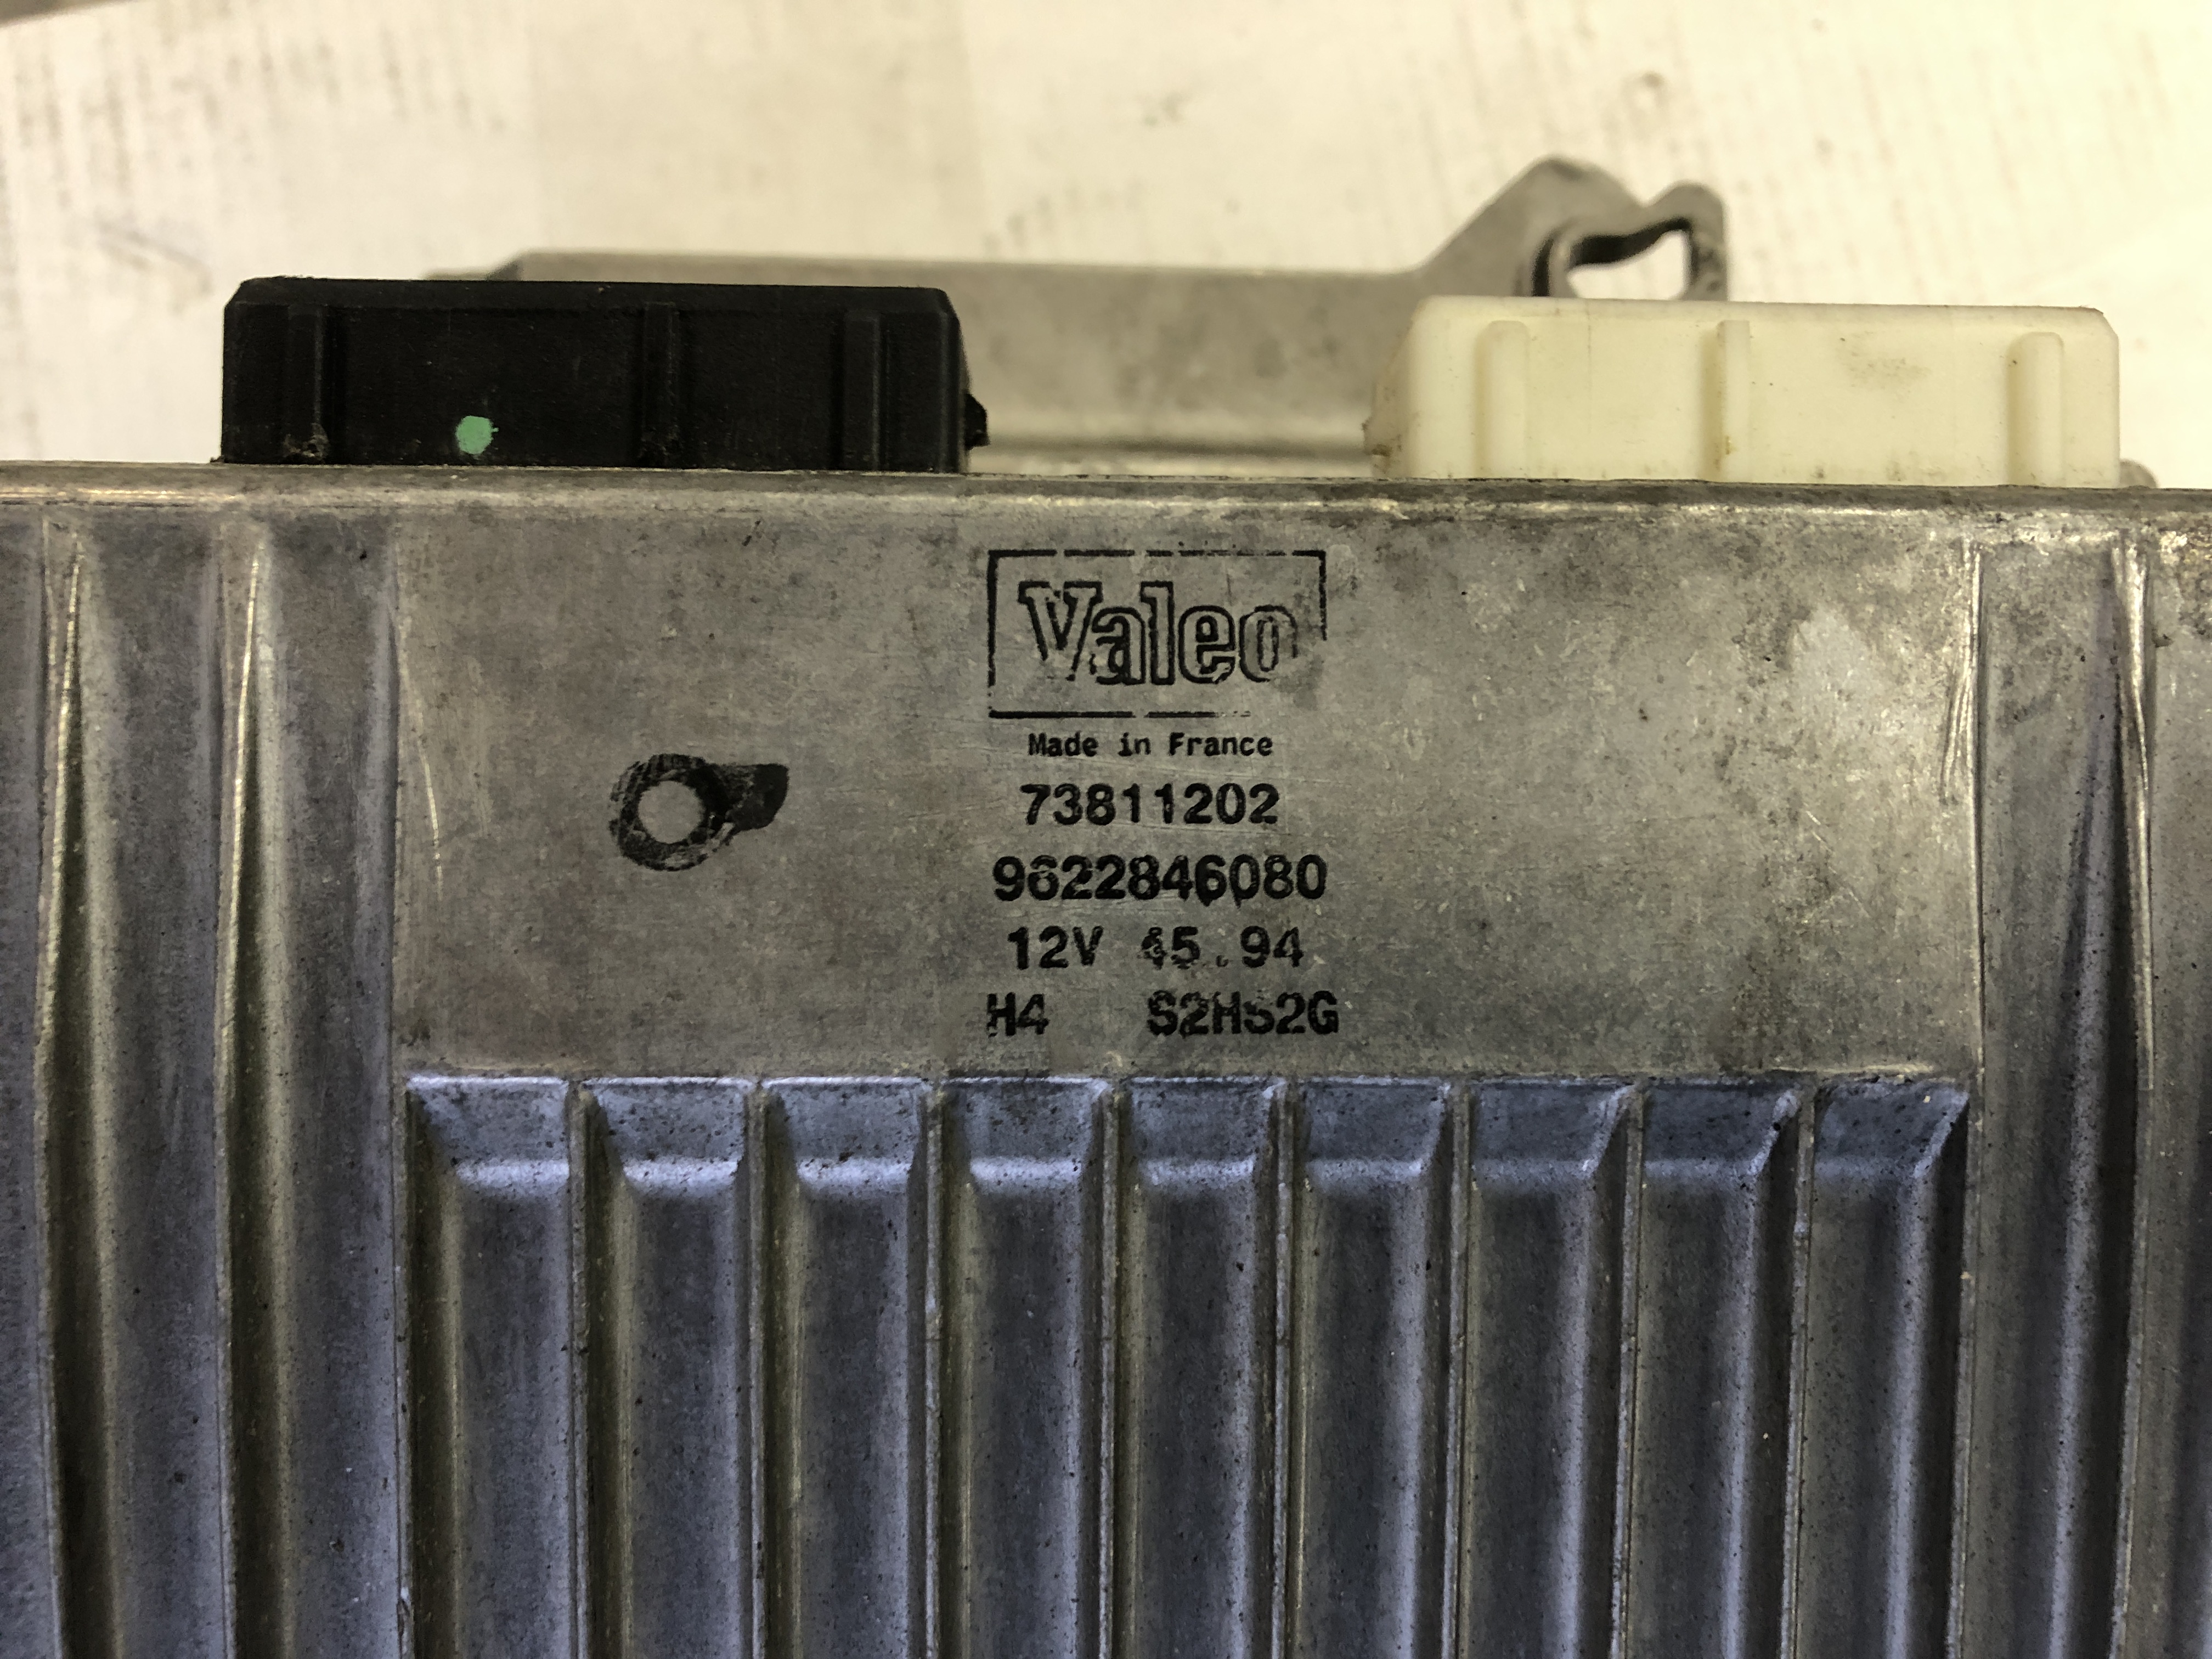 Valeo
Made in France
73811202
9622846080
12V 45.94
H4 S2HS2G